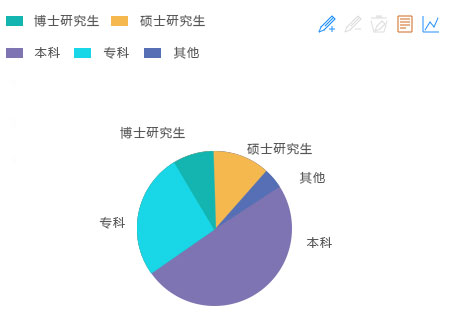 博士研究生 硕士研究生
本科 专科 其他
博士研究生
硕士研究生
其他
专科
本科